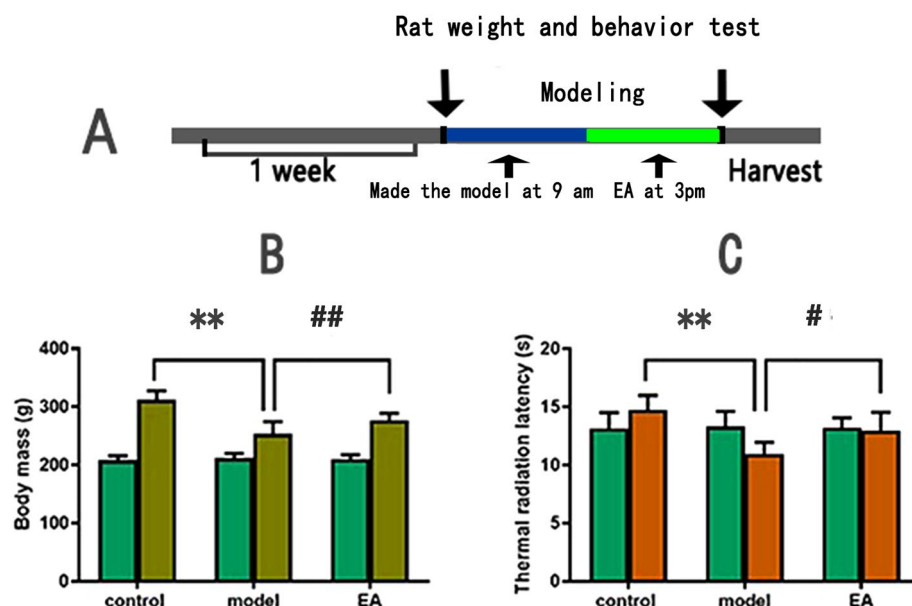 Rat weight and behavior test
A
Modeling
1 week
Made the model at 9 am
EA at 3pm
Harvest
B
**
##
Body mass (g)
400
300
200
100
0
control
model
EA
C
**
#
Thermal radiation latency (s)
20
15
10
5
0
control
model
EA